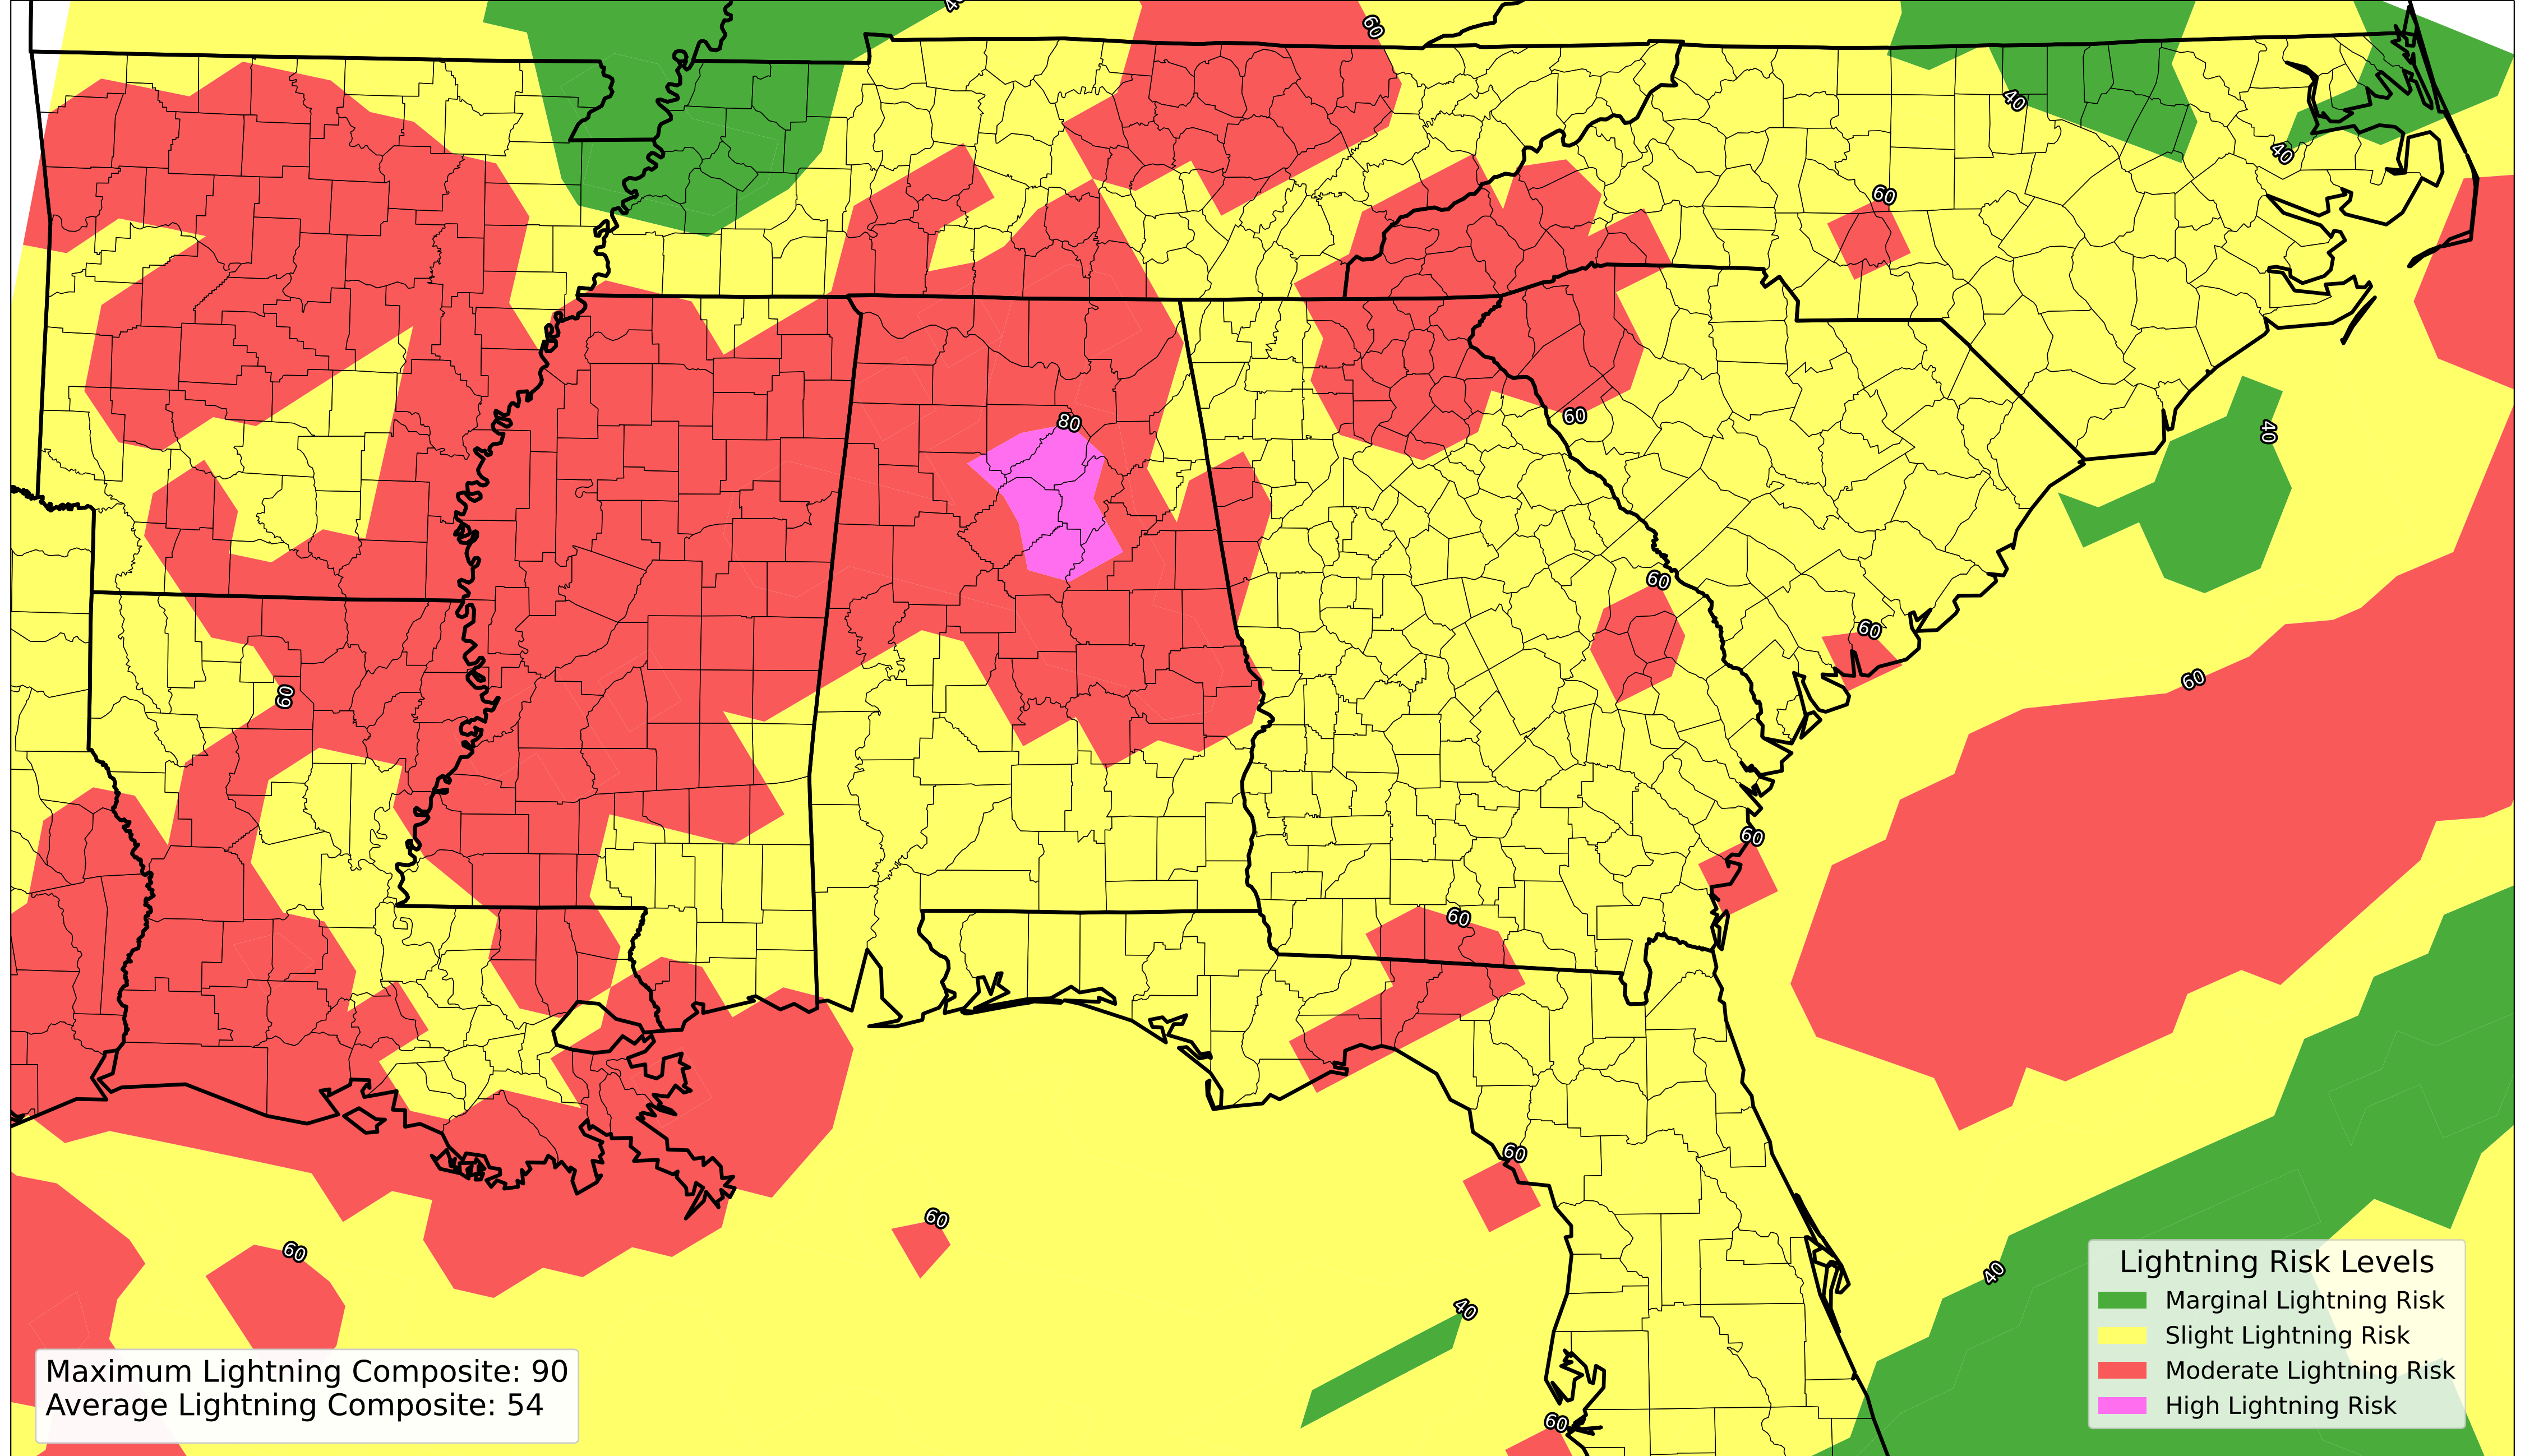 40
60
40
40
60
80
60
40
60
60
60
60
60
60
60
60
60
40
40
60
Lightning Risk Levels
Marginal Lightning Risk
Slight Lightning Risk
Moderate Lightning Risk
High Lightning Risk
Maximum Lightning Composite: 90
Average Lightning Composite: 54